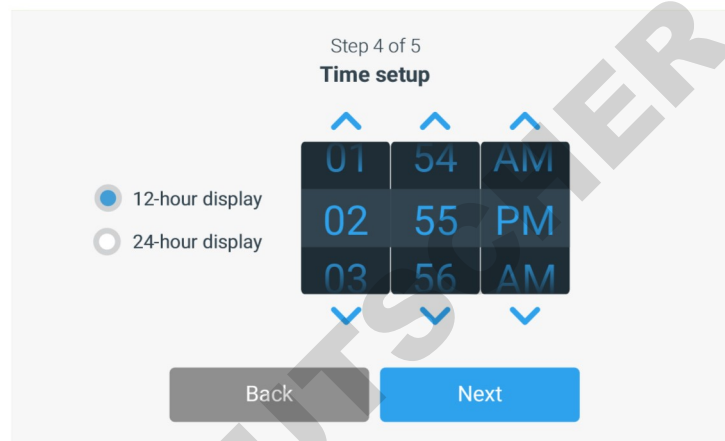 Step 4 of 5
Time setup
01 54 AM
12-hour display
02 55 PM
24-hour display
03 56 AM
Back Next
UTSCHER